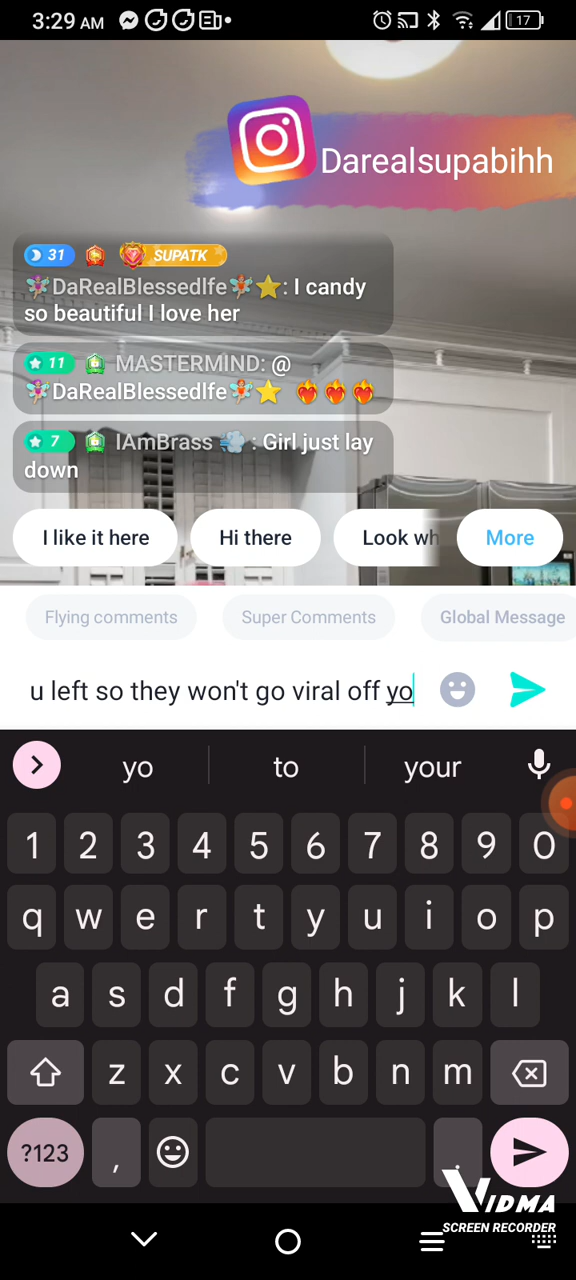 3:29 AM
17
Darealsupabihh
31 SUPATK
🧚DaRealBlessedlfe🧚⭐: I candy
so beautiful I love her
11 MASTERMIND: @
🧚DaRealBlessedlfe🧚⭐ ❤️‍🔥❤️‍🔥❤️‍🔥
7 IAmBrass 💨 : Girl just lay
down
I like it here Hi there Look wh More
Flying comments Super Comments Global Message
u left so they won't go viral off yo
yo to your
1 2 3 4 5 6 7 8 9 0
q w e r t y u i o p
a s d f g h j k l
z x c v b n m
?123 , .
VIDMA
SCREEN RECORDER